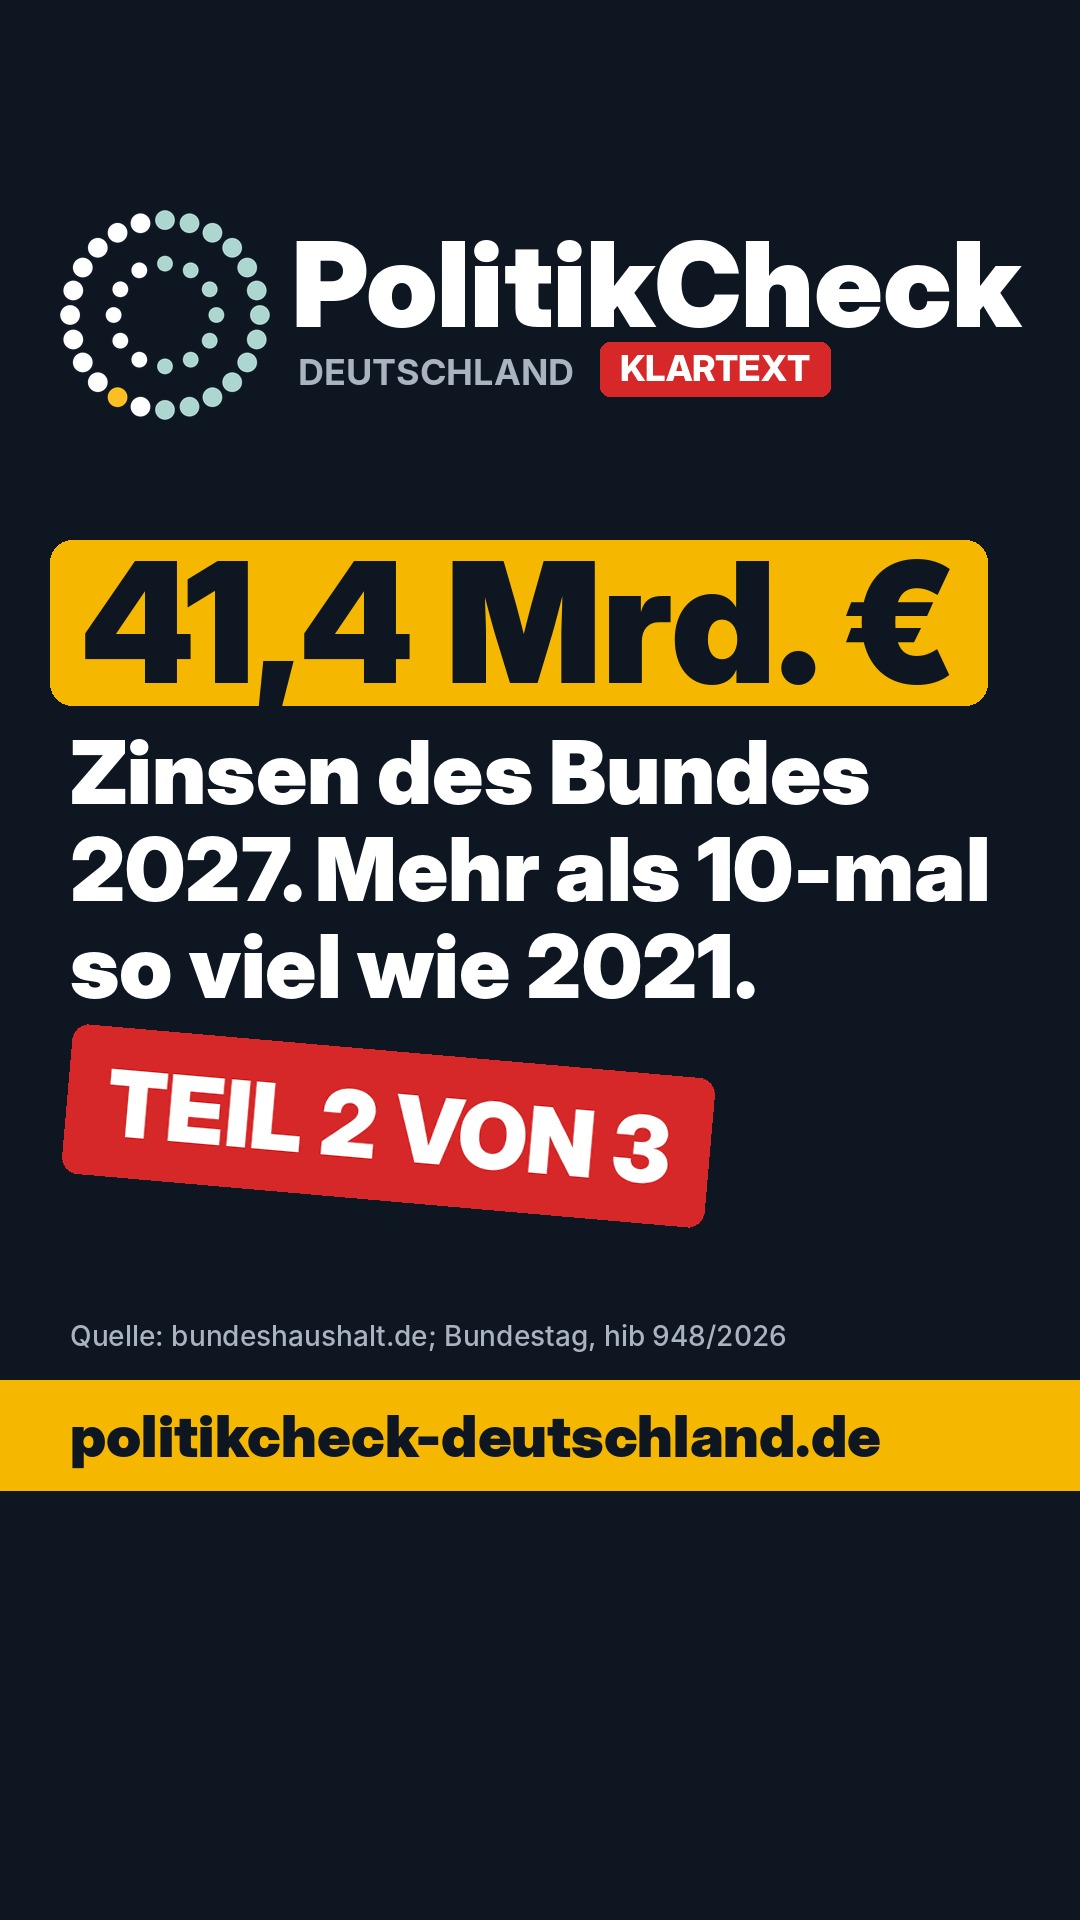 PolitikCheck
DEUTSCHLAND KLARTEXT
41,4 Mrd. €
Zinsen des Bundes
2027. Mehr als 10-mal
so viel wie 2021.
TEIL 2 VON 3
Quelle: bundeshaushalt.de; Bundestag, hib 948/2026
politikcheck-deutschland.de